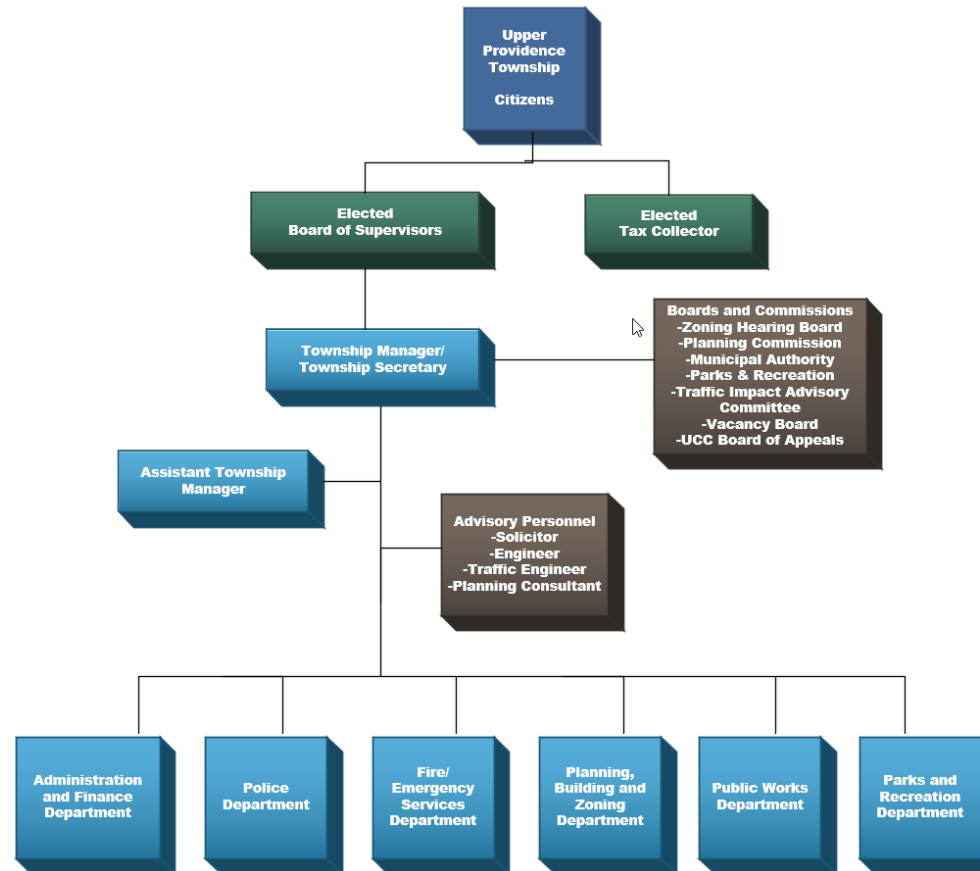 Upper
Providence
Township
Citizens
Elected
Board of Supervisors
Elected
Tax Collector
Township Manager/
Township Secretary
Boards and Commissions
-Zoning Hearing Board
-Planning Commission
-Municipal Authority
-Parks & Recreation
-Traffic Impact Advisory
Committee
-Vacancy Board
-UCC Board of Appeals
Assistant Township
Manager
Advisory Personnel
-Solicitor
-Engineer
-Traffic Engineer
-Planning Consultant
Administration
and Finance
Department
Police
Department
Fire/
Emergency
Services
Department
Planning,
Building and
Zoning
Department
Public Works
Department
Parks and
Recreation
Department